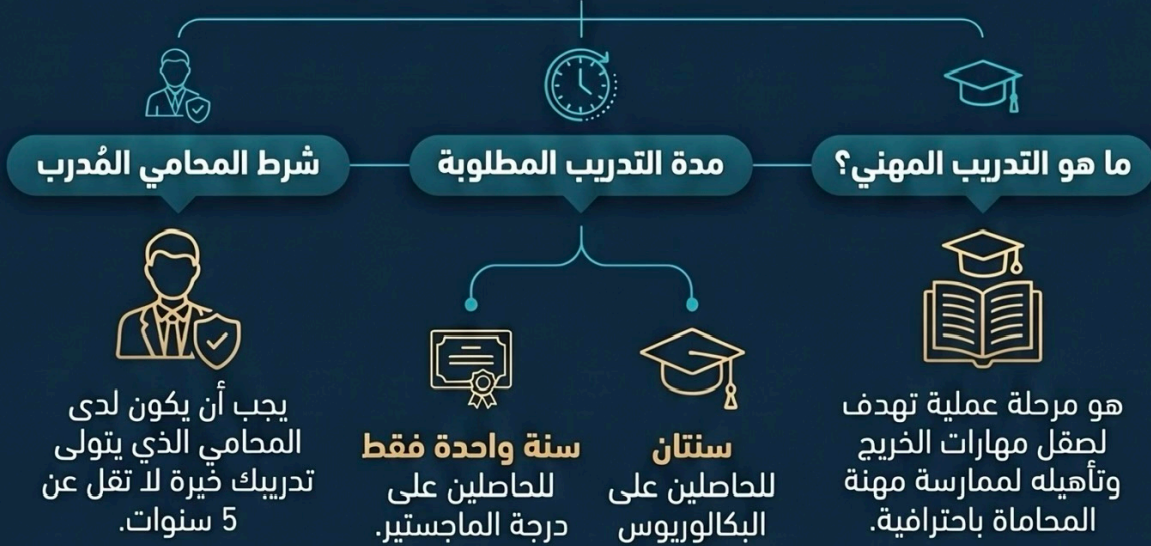 ما هو التدريب المهني؟
هو مرحلة عملية تهدف
لصقل مهارات الخريج
وتأهيله لممارسة مهنة
المحاماة باحترافية.
مدة التدريب المطلوبة
سنتان
للحاصلين على
البكالوريوس
سنة واحدة فقط
للحاصلين على
درجة الماجستير.
شرط المحامي المُدرب
يجب أن يكون لدى
المحامي الذي يتولى
تدريبك خبرة لا تقل عن
5 سنوات.